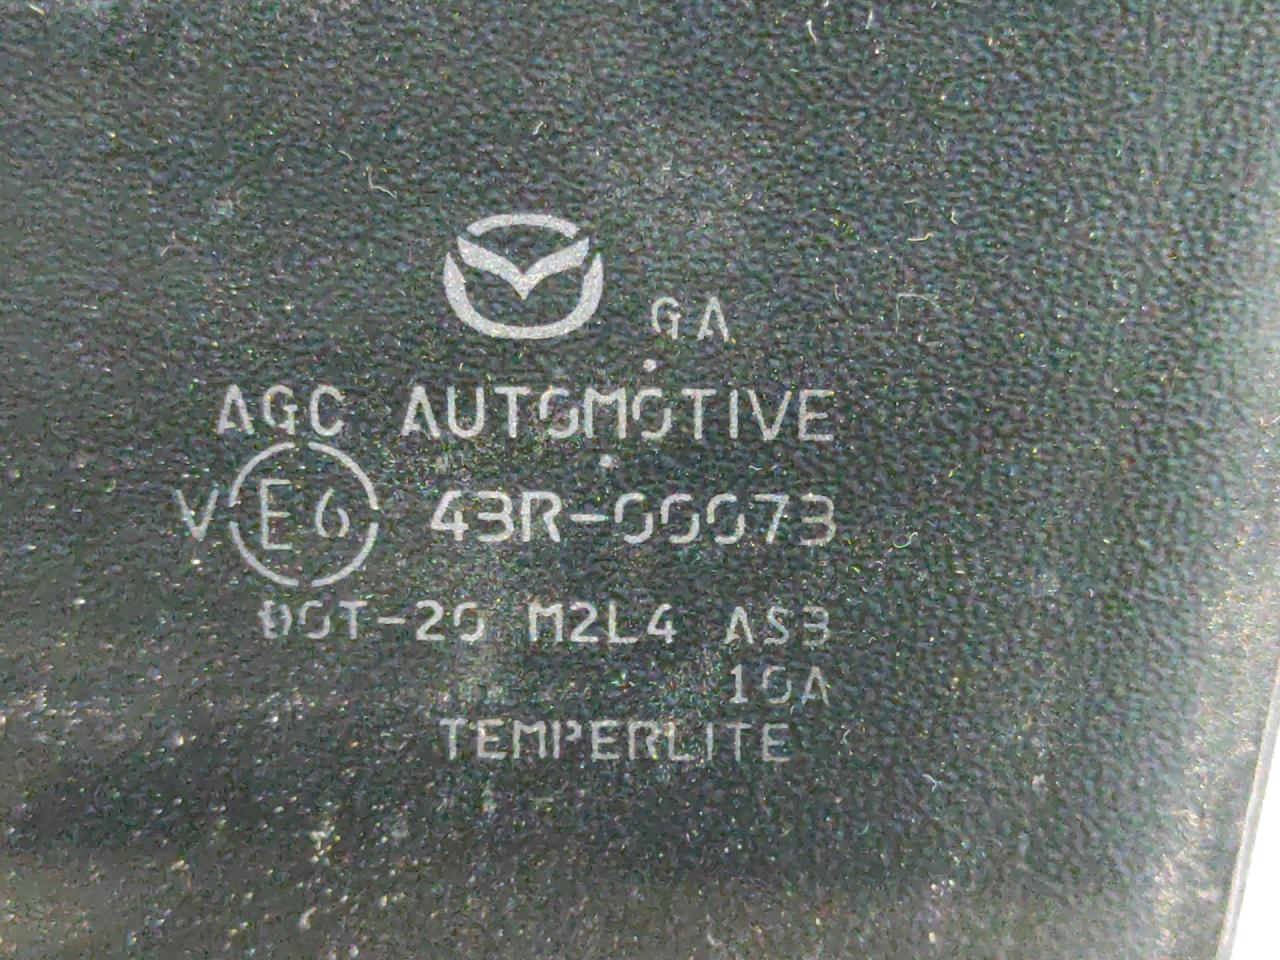 GA
AGC AUTOMOTIVE
V E6 43R-00073
DOT-20 M2L4 AS3
10A
TEMPERLITE